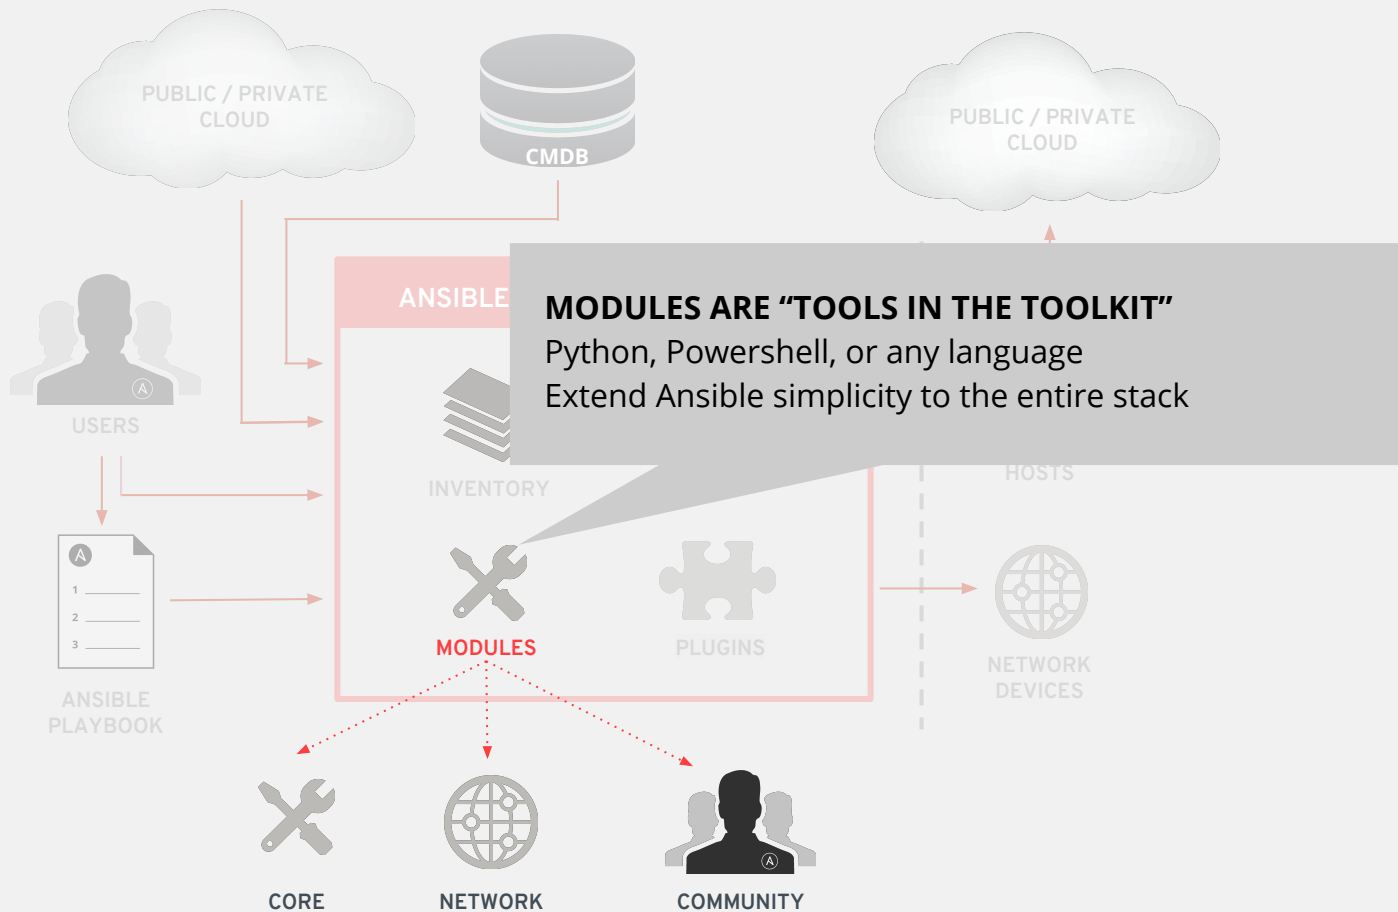 PUBLIC / PRIVATE
CLOUD
CMDB
PUBLIC / PRIVATE
CLOUD
ANSIBLE
MODULES ARE “TOOLS IN THE TOOLKIT”
Python, Powershell, or any language
Extend Ansible simplicity to the entire stack
USERS
INVENTORY
HOSTS
1
2
3
MODULES
PLUGINS
NETWORK
DEVICES
ANSIBLE
PLAYBOOK
CORE
NETWORK
COMMUNITY